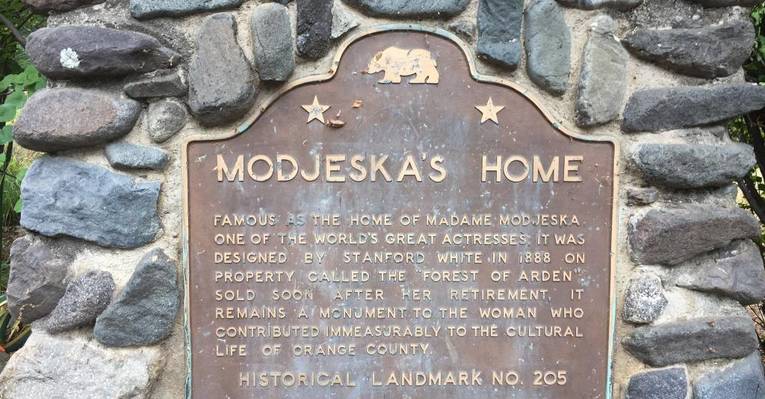 MODJESKA'S HOME
FAMOUS AS THE HOME OF MADAME MODJESKA,
ONE OF THE WORLD'S GREAT ACTRESSES, IT WAS
DESIGNED BY STANFORD WHITE IN 1888 ON
PROPERTY CALLED THE "FOREST OF ARDEN".
SOLD SOON AFTER HER RETIREMENT, IT
REMAINS A MONUMENT TO THE WOMAN WHO
CONTRIBUTED IMMEASURABLY TO THE CULTURAL
LIFE OF ORANGE COUNTY.
HISTORICAL LANDMARK NO. 205